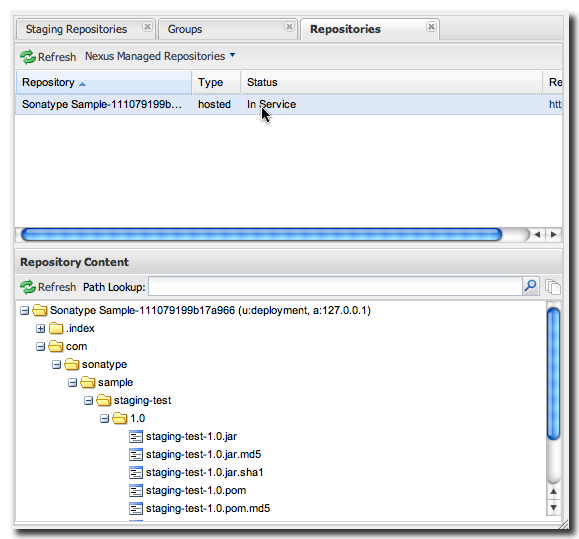 Staging Repositories Groups Repositories
Refresh Nexus Managed Repositories
Repository Type Status Re
Sonatype Sample-111079199b... hosted In Service htt
Repository Content
Refresh Path Lookup:
Sonatype Sample-111079199b17a966 (u:deployment, a:127.0.0.1)
.index
com
sonatype
sample
staging-test
1.0
staging-test-1.0.jar
staging-test-1.0.jar.md5
staging-test-1.0.jar.sha1
staging-test-1.0.pom
staging-test-1.0.pom.md5